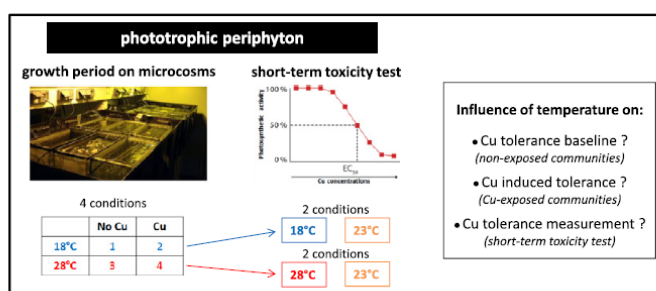 phototrophic periphyton
growth period on microcosms
short-term toxicity test
100 %
50 %
0 %
Photosynthetic activity
EC50
Cu concentrations
4 conditions
No Cu Cu
18°C 1 2
28°C 3 4
2 conditions
18°C 23°C
2 conditions
28°C 23°C
Influence of temperature on:
• Cu tolerance baseline ?
(non-exposed communities)
• Cu induced tolerance ?
(Cu-exposed communities)
• Cu tolerance measurement ?
(short-term toxicity test)